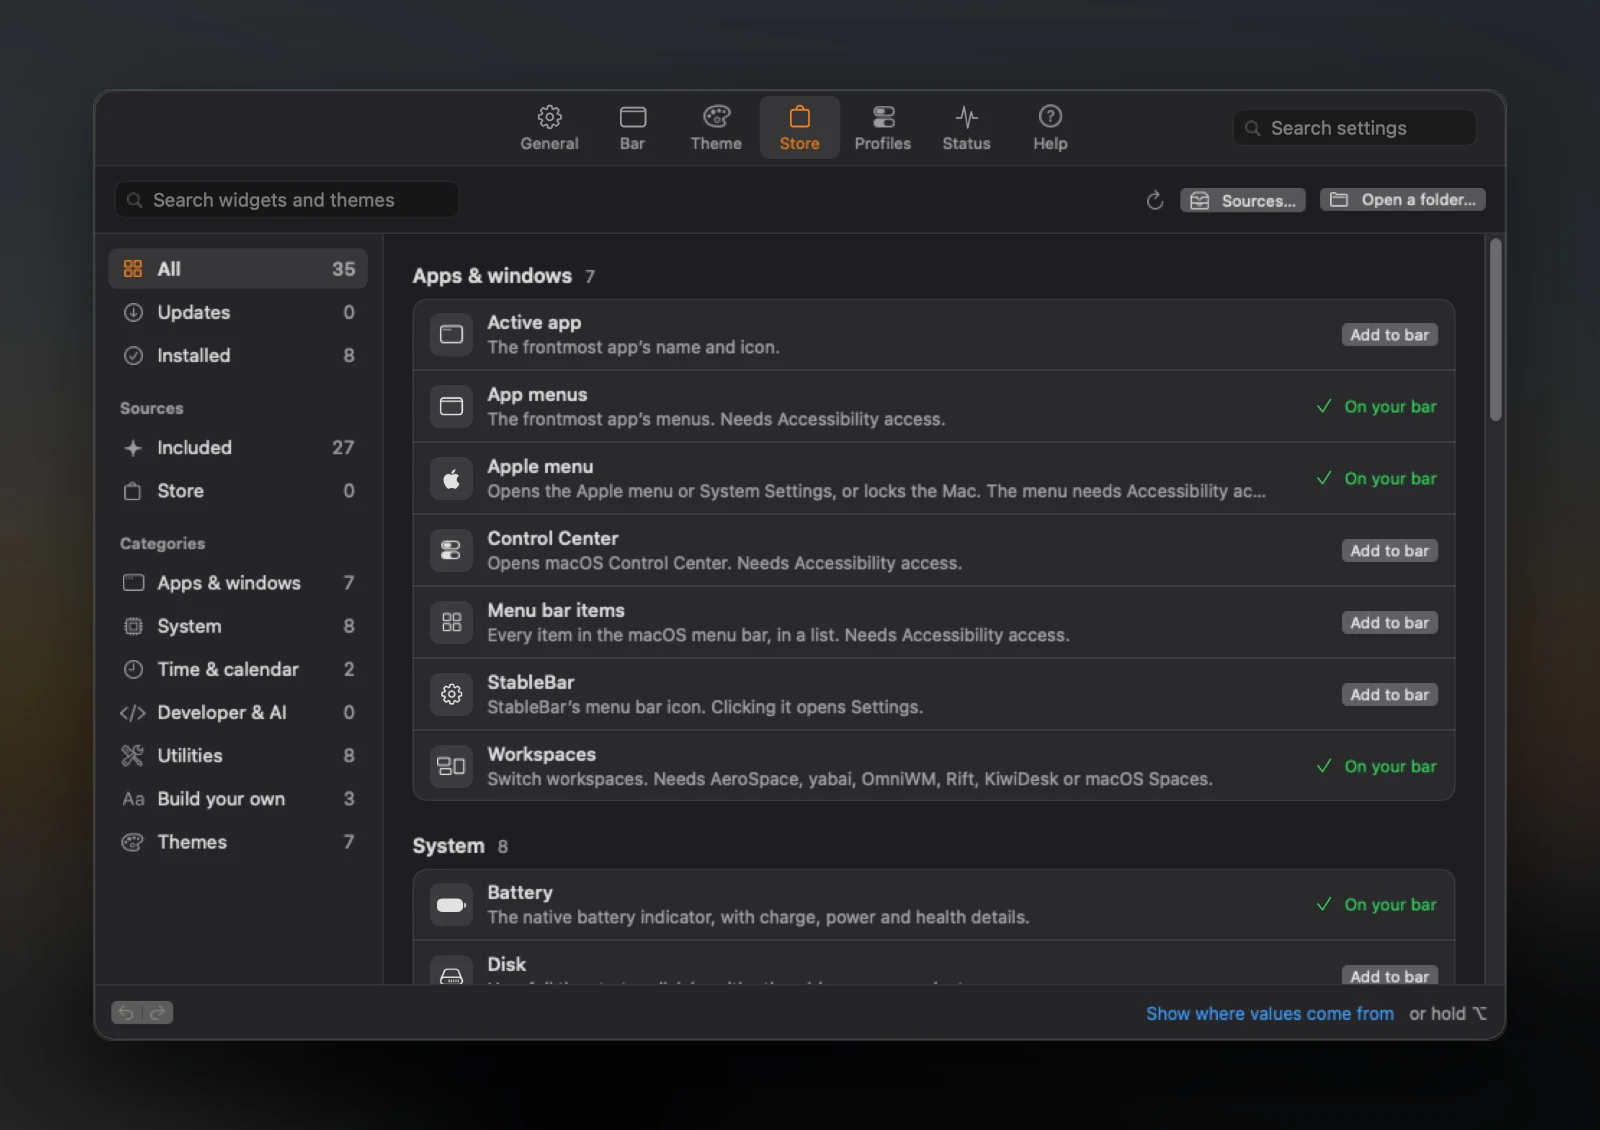 General
Bar
Theme
Store
Profiles
Status
Help
Search settings
Search widgets and themes
Sources...
Open a folder...
All 35
Updates 0
Installed 8
Sources
Included 27
Store 0
Categories
Apps & windows 7
System 8
Time & calendar 2
Developer & AI 0
Utilities 8
Aa Build your own 3
Themes 7
Apps & windows 7
Active app
The frontmost app's name and icon.
Add to bar
App menus
The frontmost app's menus. Needs Accessibility access.
On your bar
Apple menu
Opens the Apple menu or System Settings, or locks the Mac. The menu needs Accessibility ac...
On your bar
Control Center
Opens macOS Control Center. Needs Accessibility access.
Add to bar
Menu bar items
Every item in the macOS menu bar, in a list. Needs Accessibility access.
Add to bar
StableBar
StableBar's menu bar icon. Clicking it opens Settings.
Add to bar
Workspaces
Switch workspaces. Needs AeroSpace, yabai, OmniWM, Rift, KiwiDesk or macOS Spaces.
On your bar
System 8
Battery
The native battery indicator, with charge, power and health details.
On your bar
Disk
Add to bar
Show where values come from or hold ⌥